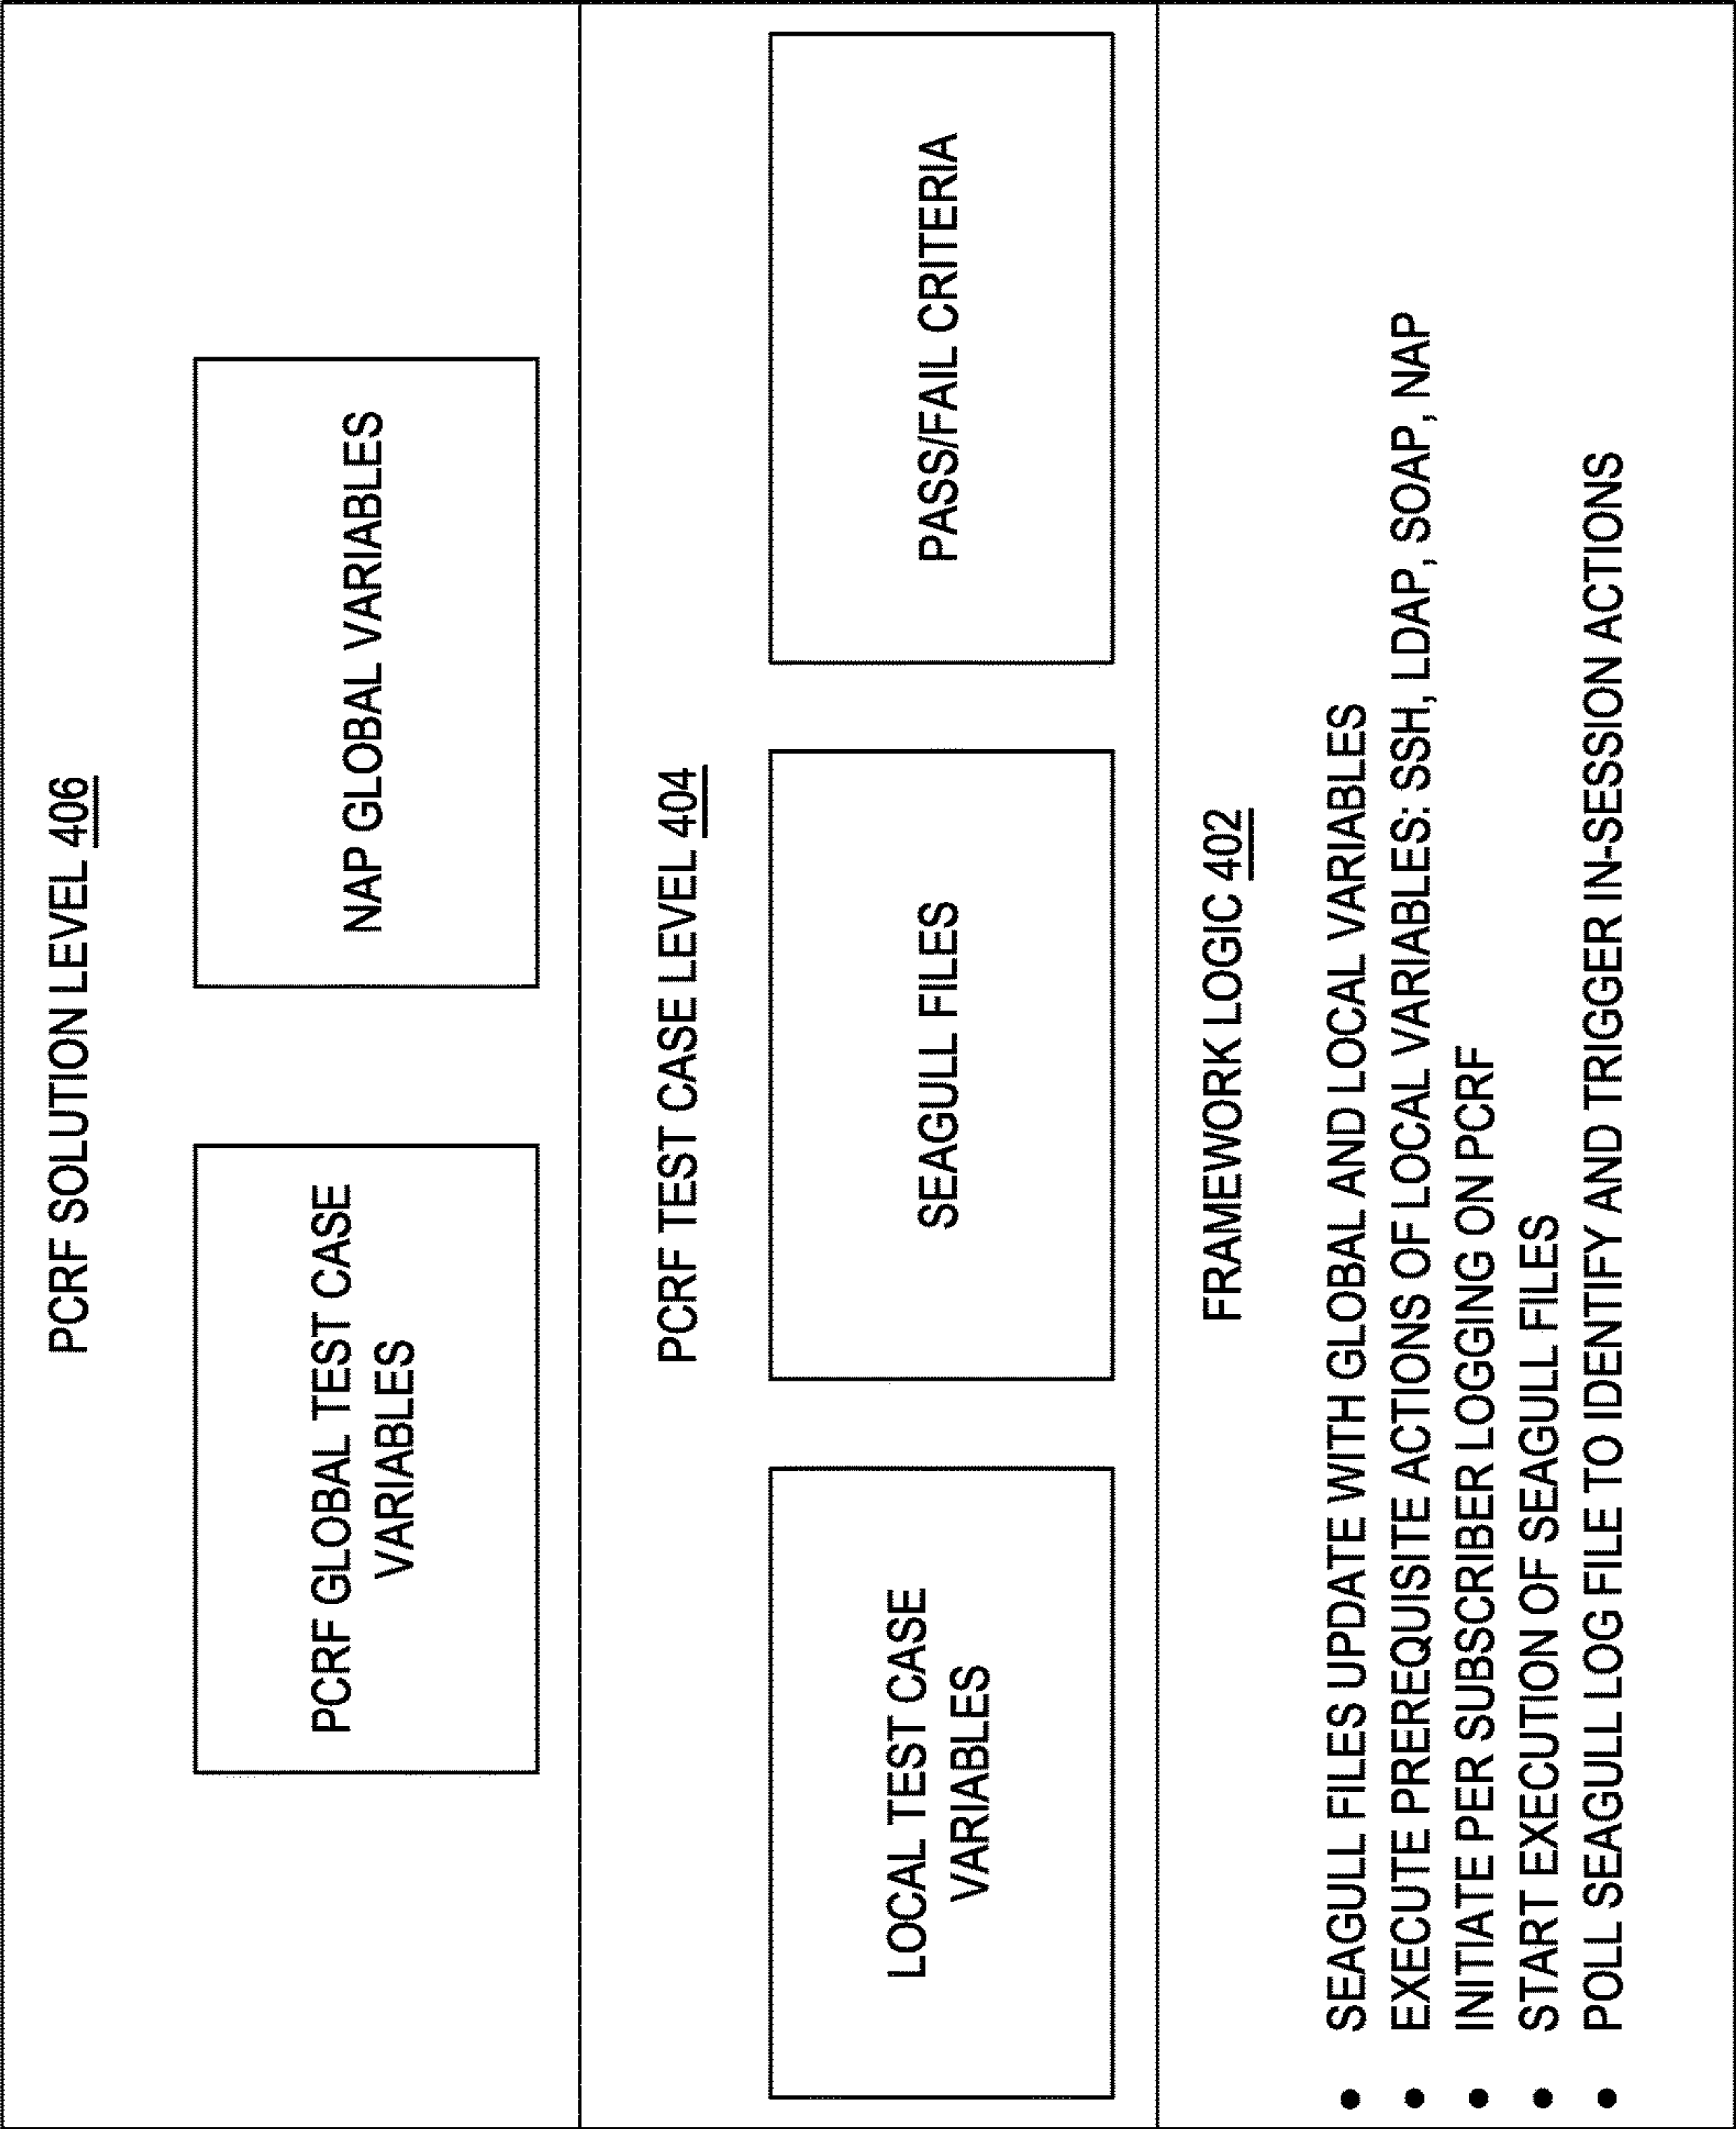 PCRF SOLUTION LEVEL 406
PCRF GLOBAL TEST CASE
VARIABLES
NAP GLOBAL VARIABLES
PCRF TEST CASE LEVEL 404
LOCAL TEST CASE
VARIABLES
SEAGULL FILES
PASS/FAIL CRITERIA
FRAMEWORK LOGIC 402
• SEAGULL FILES UPDATE WITH GLOBAL AND LOCAL VARIABLES
• EXECUTE PREREQUISITE ACTIONS OF LOCAL VARIABLES: SSH, LDAP, SOAP, NAP
• INITIATE PER SUBSCRIBER LOGGING ON PCRF
• START EXECUTION OF SEAGULL FILES
• POLL SEAGULL LOG FILE TO IDENTIFY AND TRIGGER IN-SESSION ACTIONS